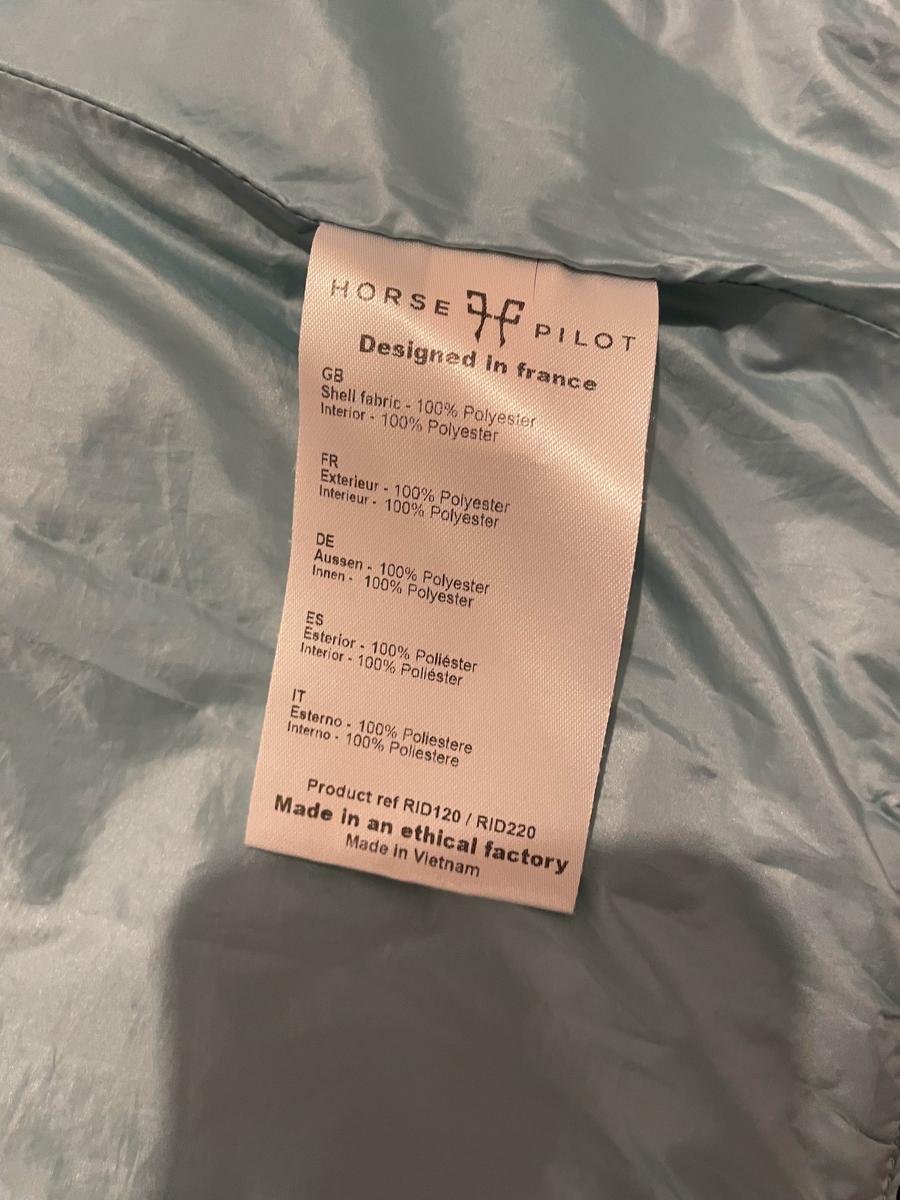 HORSE PILOT
Designed in france
GB
Shell fabric - 100% Polyester
Interior - 100% Polyester
FR
Exterieur - 100% Polyester
Interieur - 100% Polyester
DE
Aussen - 100% Polyester
Innen - 100% Polyester
ES
Esterior - 100% Poliéster
Interior - 100% Poliéster
IT
Esterno - 100% Poliestere
Interno - 100% Poliestere
Product ref RID120 / RID220
Made in an ethical factory
Made in Vietnam